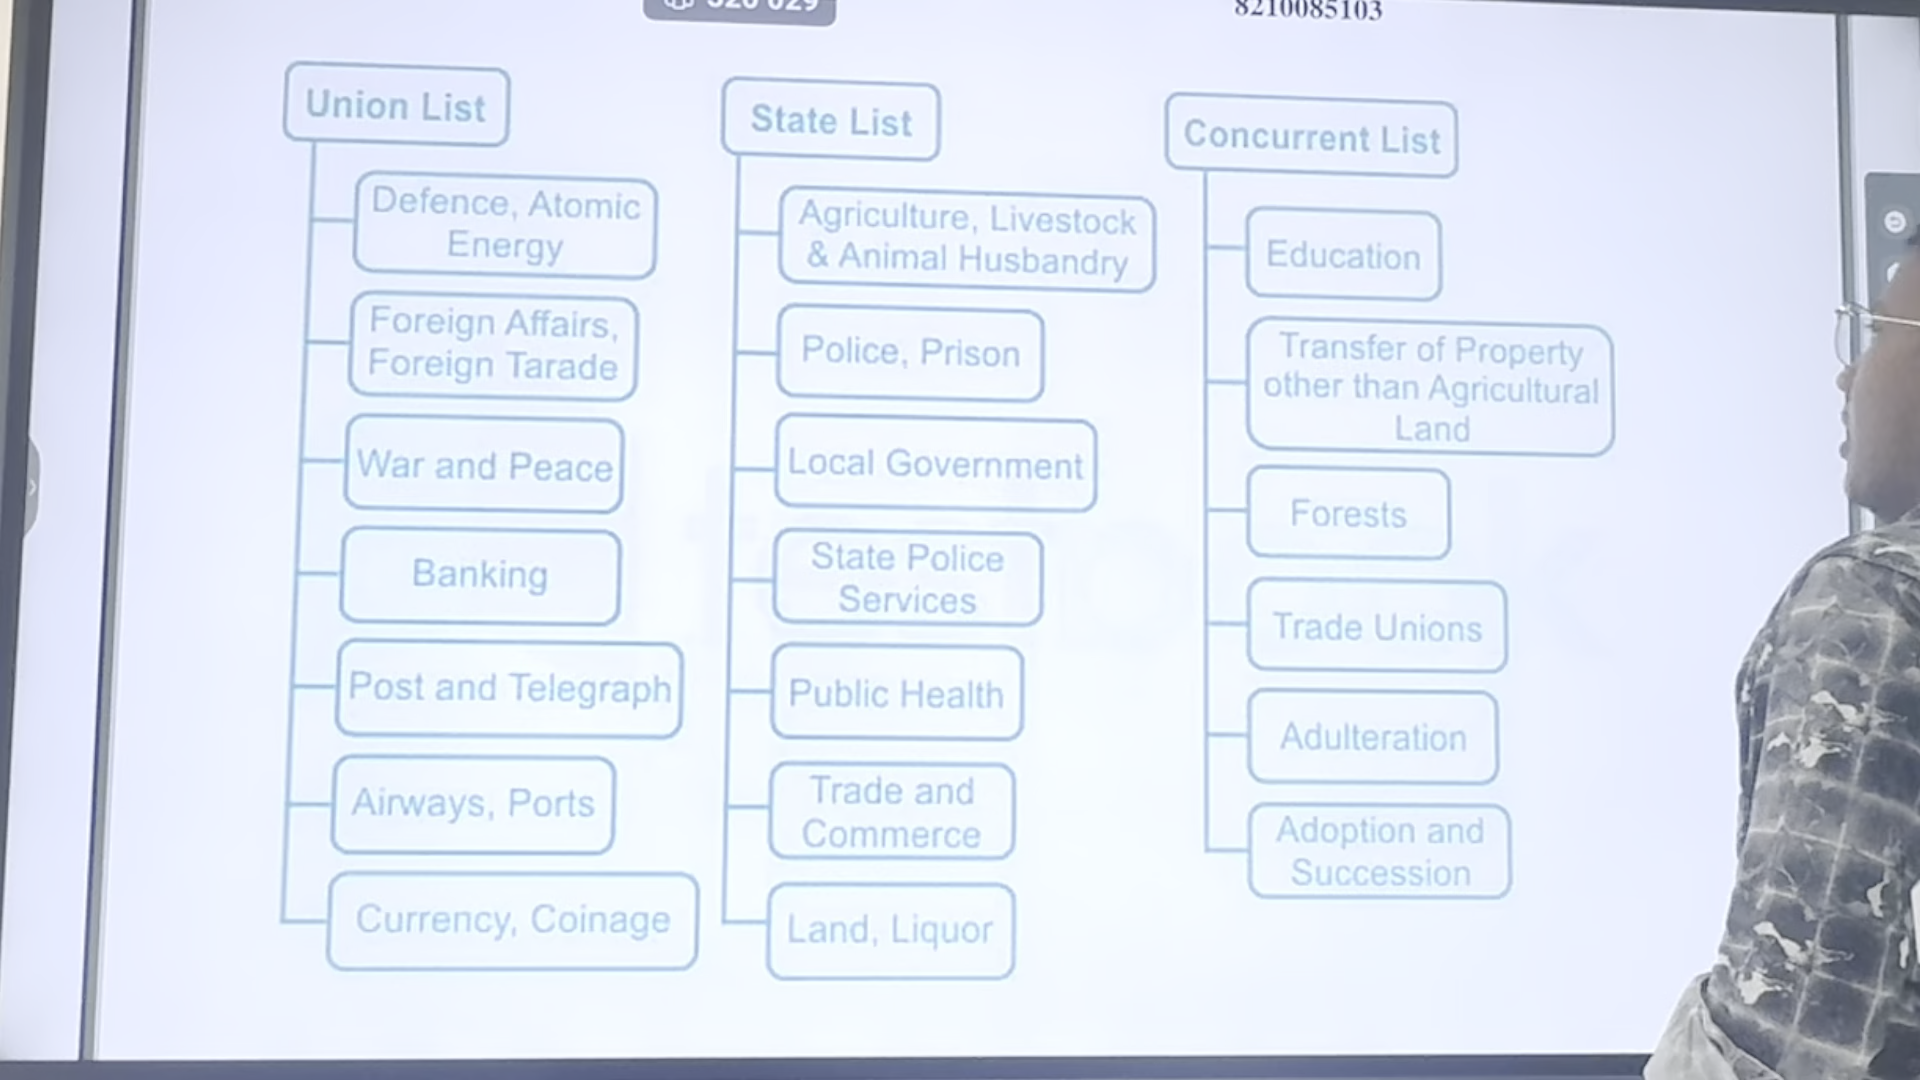 8210085103
Union List
Defence, Atomic
Energy
Foreign Affairs,
Foreign Tarade
War and Peace
Banking
Post and Telegraph
Airways, Ports
Currency, Coinage
State List
Agriculture, Livestock
& Animal Husbandry
Police, Prison
Local Government
State Police
Services
Public Health
Trade and
Commerce
Land, Liquor
Concurrent List
Education
Transfer of Property
other than Agricultural
Land
Forests
Trade Unions
Adulteration
Adoption and
Succession